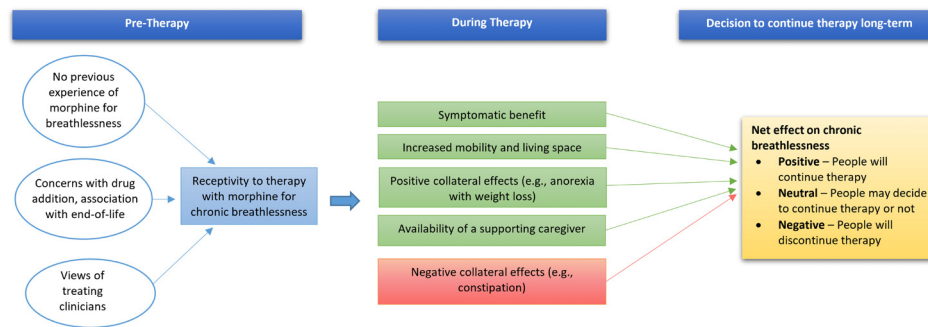 Pre-Therapy
During Therapy
Decision to continue therapy long-term
No previous
experience of
morphine for
breathlessness
Concerns with drug
addition, association
with end-of-life
Views of
treating
clinicians
Receptivity to therapy
with morphine for
chronic breathlessness
Symptomatic benefit
Increased mobility and living space
Positive collateral effects (e.g., anorexia
with weight loss)
Availability of a supporting caregiver
Negative collateral effects (e.g.,
constipation)
Net effect on chronic
breathlessness
• Positive – People will
continue therapy
• Neutral – People may decide
to continue therapy or not
• Negative – People will
discontinue therapy